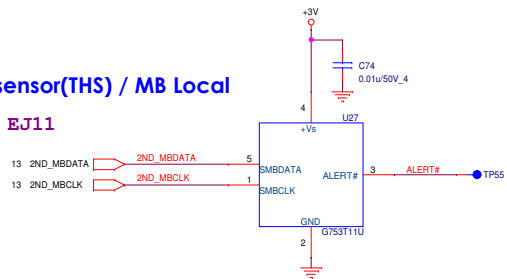 +3V
C74
0.01u/50V_4
sensor(THS) / MB Local
EJ11
4
U27
+Vs
13 2ND_MBDATA
2ND_MBDATA
5
SMBDATA
13 2ND_MBCLK
2ND_MBCLK
1
SMBCLK
ALERT#
3
ALERT#
TP55
GND
G753T11U
2